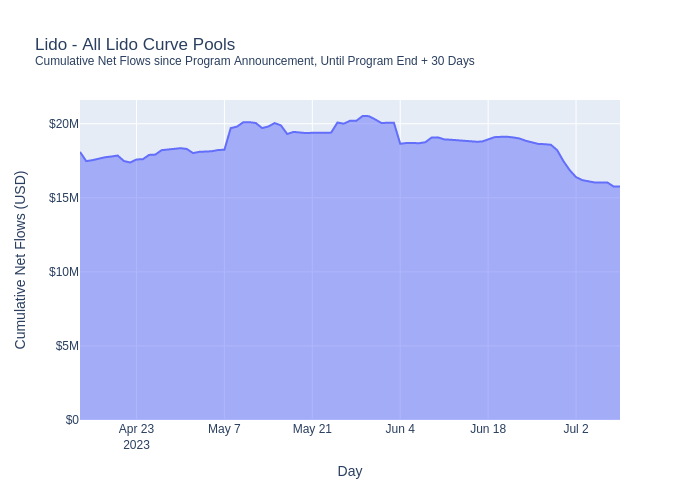 Lido - All Lido Curve Pools
Cumulative Net Flows since Program Announcement, Until Program End + 30 Days
Cumulative Net Flows (USD)
$20M
$15M
$10M
$5M
$0
Apr 23 May 7 May 21 Jun 4 Jun 18 Jul 2
2023
Day